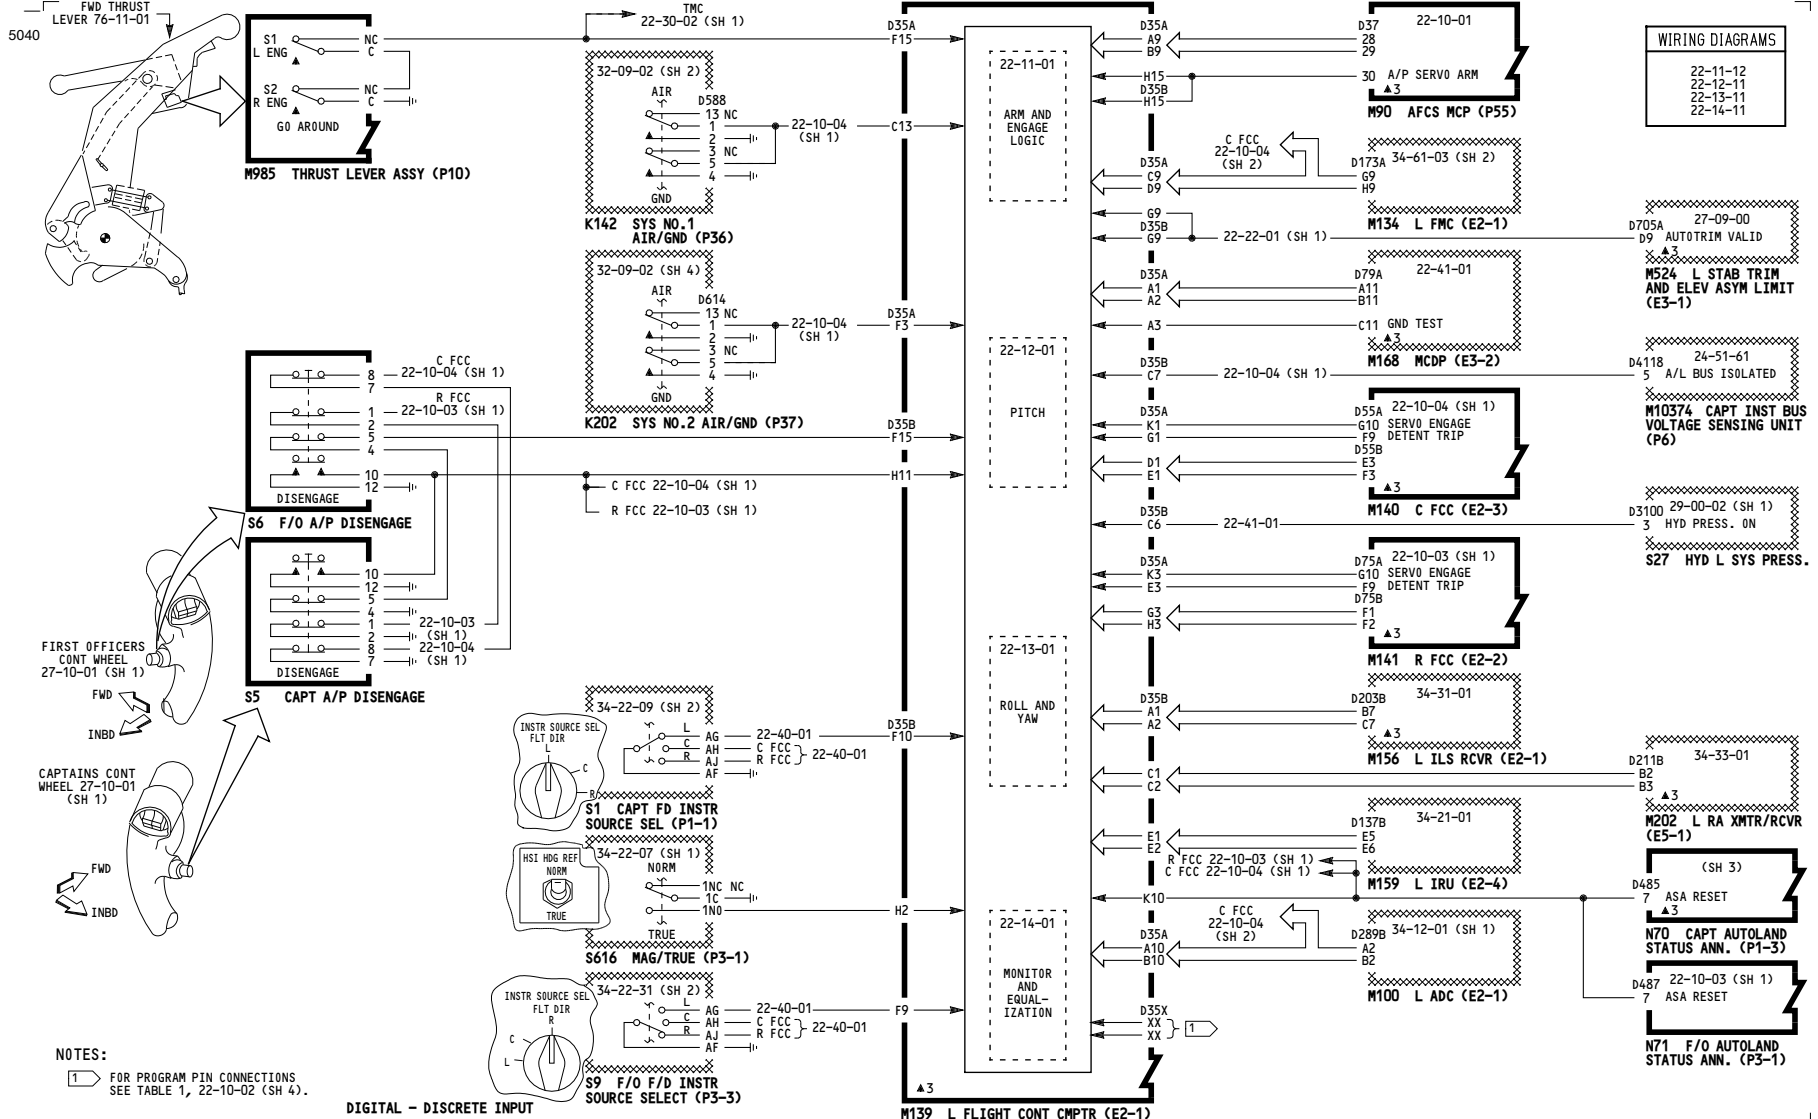 5040
FWD THRUST
LEVER 76-11-01
S1
L ENG
NC
C
S2
R ENG
NC
C
GO AROUND
M985 THRUST LEVER ASSY (P10)
TMC
22-30-02 (SH 1)
32-09-02 (SH 2)
AIR
D588
13 NC
1
2
3 NC
5
4
GND
22-10-04
(SH 1)
K142 SYS NO.1
AIR/GND (P36)
32-09-02 (SH 4)
AIR
D614
13 NC
1
2
3 NC
5
4
GND
22-10-04
(SH 1)
K202 SYS NO.2 AIR/GND (P37)
C FCC
22-10-04 (SH 1)
R FCC
22-10-03 (SH 1)
8
7
1
2
5
4
10
12
DISENGAGE
S6 F/O A/P DISENGAGE
C FCC 22-10-04 (SH 1)
R FCC 22-10-03 (SH 1)
10
12
5
4
1
2
8
7
22-10-03
(SH 1)
22-10-04
(SH 1)
DISENGAGE
S5 CAPT A/P DISENGAGE
FIRST OFFICERS
CONT WHEEL
27-10-01 (SH 1)
FWD
INBD
CAPTAINS CONT
WHEEL 27-10-01
(SH 1)
FWD
INBD
INSTR SOURCE SEL
FLT DIR
L
C
R
34-22-09 (SH 2)
L
C
R
AG
AH
AJ
AF
22-40-01
C FCC
R FCC
22-40-01
S1 CAPT FD INSTR
SOURCE SEL (P1-1)
HSI HDG REF
NORM
TRUE
34-22-07 (SH 1)
NORM
1NC NC
1C
1NO
TRUE
S616 MAG/TRUE (P3-1)
INSTR SOURCE SEL
FLT DIR
R
C
L
34-22-31 (SH 2)
L
C
R
AG
AH
AJ
AF
22-40-01
C FCC
R FCC
22-40-01
S9 F/O F/D INSTR
SOURCE SELECT (P3-3)
D35A
F15
C13
D35A
F3
D35B
F15
H11
D35B
F10
H2
F9
22-11-01
ARM AND
ENGAGE
LOGIC
22-12-01
PITCH
22-13-01
ROLL AND
YAW
22-14-01
MONITOR
AND
EQUAL-
IZATION
3
M139 L FLIGHT CONT CMPTR (E2-1)
D35A
A9
B9
H15
D35B
H15
D35A
C9
D9
G9
D35B
G9
D35A
A1
A2
A3
D35B
C7
D35A
K1
G1
D1
E1
D35B
C6
D35A
K3
E3
G3
H3
D35B
A1
A2
C1
C2
E1
E2
K10
D35A
A10
B10
D35X
XX
XX
1
D37
28
29
30
22-10-01
A/P SERVO ARM
3
M90 AFCS MCP (P55)
C FCC
22-10-04
(SH 2)
D173A
G9
H9
34-61-03 (SH 2)
M134 L FMC (E2-1)
22-22-01 (SH 1)
D79A
A11
B11
C11
22-41-01
GND TEST
3
M168 MCDP (E3-2)
22-10-04 (SH 1)
D55A
G10
F9
D55B
E3
F3
22-10-04 (SH 1)
SERVO ENGAGE
DETENT TRIP
3
M140 C FCC (E2-3)
22-41-01
D75A
G10
F9
D75B
F1
F2
22-10-03 (SH 1)
SERVO ENGAGE
DETENT TRIP
3
M141 R FCC (E2-2)
D203B
B7
C7
34-31-01
3
M156 L ILS RCVR (E2-1)
D137B
E5
E6
34-21-01
M159 L IRU (E2-4)
R FCC 22-10-03 (SH 1)
C FCC 22-10-04 (SH 1)
C FCC
22-10-04
(SH 2)
D289B
A2
B2
34-12-01 (SH 1)
M100 L ADC (E2-1)
WIRING DIAGRAMS
22-11-12
22-12-11
22-13-11
22-14-11
D705A
D9
27-09-00
AUTOTRIM VALID
3
M524 L STAB TRIM
AND ELEV ASYM LIMIT
(E3-1)
D4118
5
24-51-61
A/L BUS ISOLATED
M10374 CAPT INST BUS
VOLTAGE SENSING UNIT
(P6)
D3100
3
29-00-02 (SH 1)
HYD PRESS. ON
S27 HYD L SYS PRESS.
D211B
B2
B3
34-33-01
3
M202 L RA XMTR/RCVR
(E5-1)
D485
7
(SH 3)
ASA RESET
3
N70 CAPT AUTOLAND
STATUS ANN. (P1-3)
D487
7
22-10-03 (SH 1)
ASA RESET
N71 F/O AUTOLAND
STATUS ANN. (P3-1)
NOTES:
1 FOR PROGRAM PIN CONNECTIONS
SEE TABLE 1, 22-10-02 (SH 4).
DIGITAL - DISCRETE INPUT